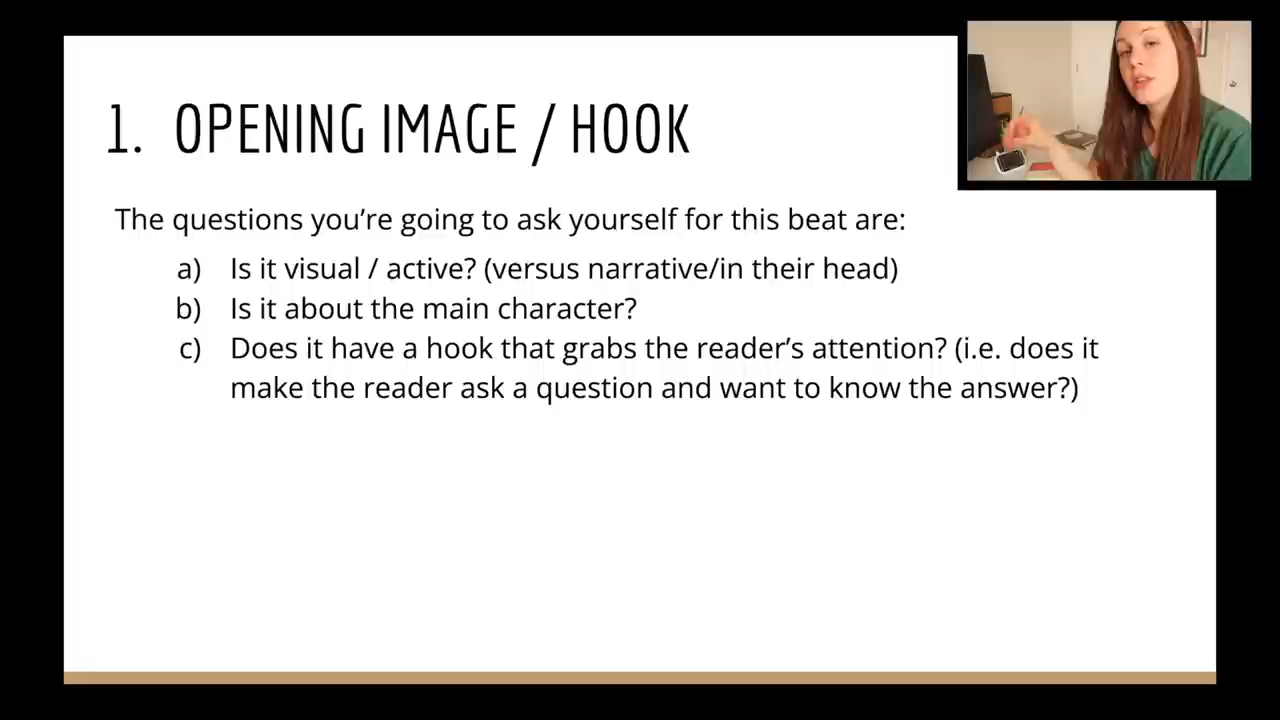 1. OPENING IMAGE / HOOK
The questions you’re going to ask yourself for this beat are:
a) Is it visual / active? (versus narrative/in their head)
b) Is it about the main character?
c) Does it have a hook that grabs the reader’s attention? (i.e. does it
make the reader ask a question and want to know the answer?)